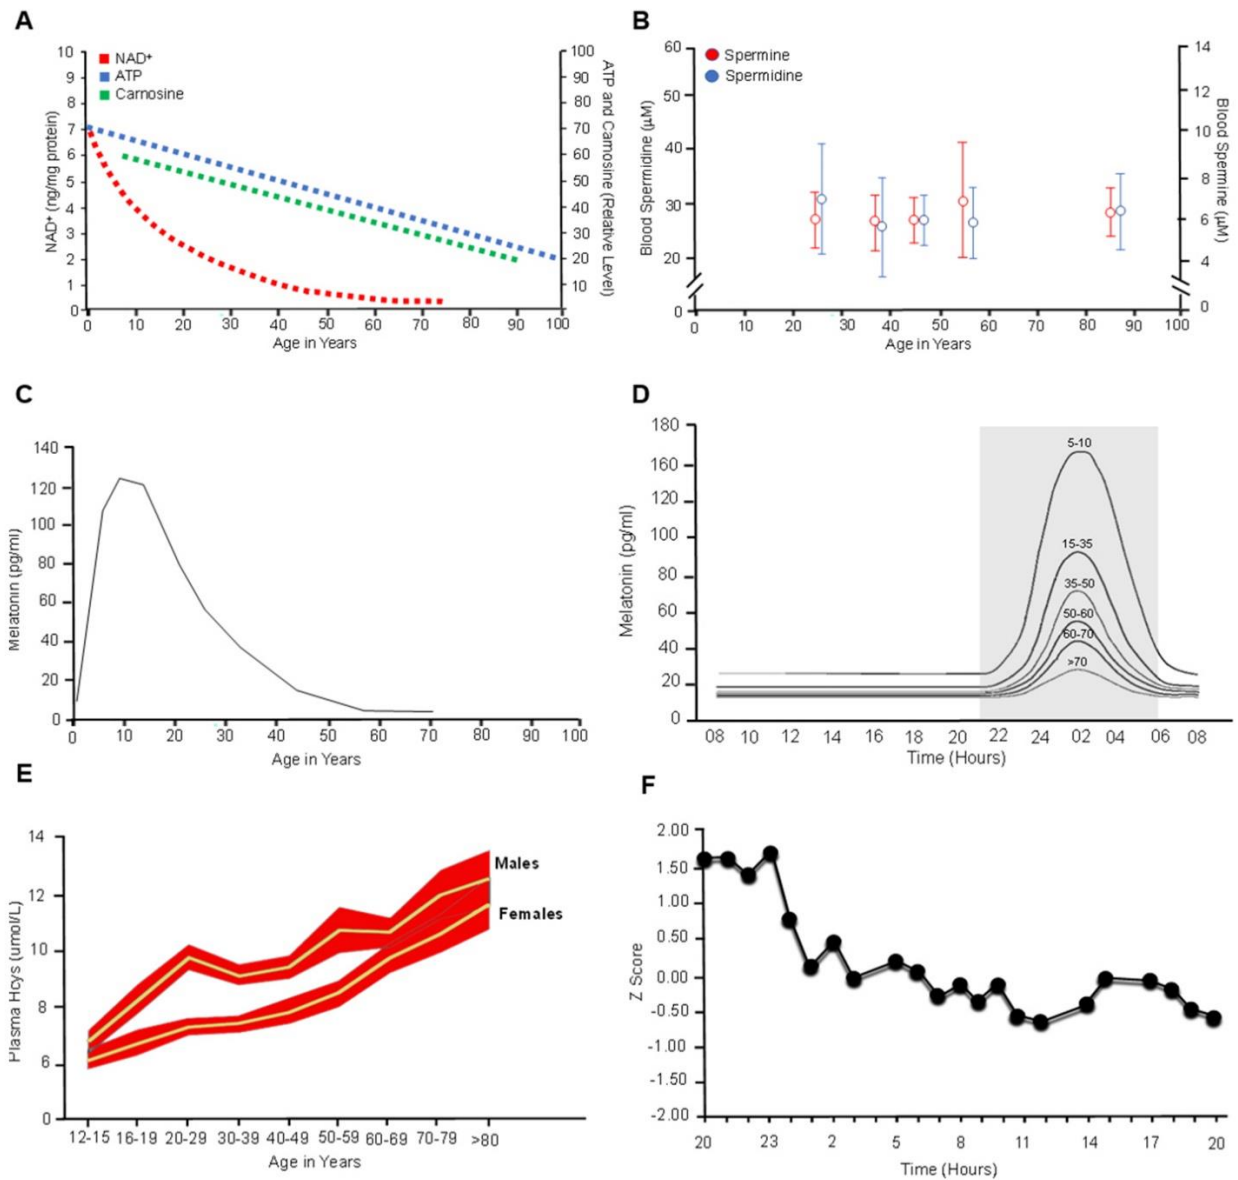 A
NAD⁺
ATP
Carnosine
NAD⁺ (ng/mg protein)
10
9
8
7
6
5
4
3
2
1
0
100
90
80
70
60
50
40
30
20
10
ATP and Carnosine (Relative Level)
0 10 20 30 40 50 60 70 80 90 100
Age in Years
B
Spermine
Spermidine
Blood Spermidine (µM)
60
50
40
30
20
0
14
12
10
8
6
4
0
Blood Spermine (µM)
0 10 20 30 40 50 60 70 80 90 100
Age in Years
C
Melatonin (pg/ml)
140
120
100
80
60
40
20
0
0 10 20 30 40 50 60 70 80 90 100
Age in Years
D
Melatonin (pg/ml)
180
160
120
100
80
60
40
20
0
5-10
15-35
35-50
50-60
60-70
>70
08 10 12 14 16 18 20 22 24 02 04 06 08
Time (Hours)
E
Plasma Hcys (umol/L)
14
12
10
8
6
0
Males
Females
12-15 16-19 20-29 30-39 40-49 50-59 60-69 70-79 >80
Age in Years
F
Z Score
2.00
1.50
1.00
0.50
0.00
-0.50
-1.00
-1.50
-2.00
20 23 2 5 8 11 14 17 20
Time (Hours)